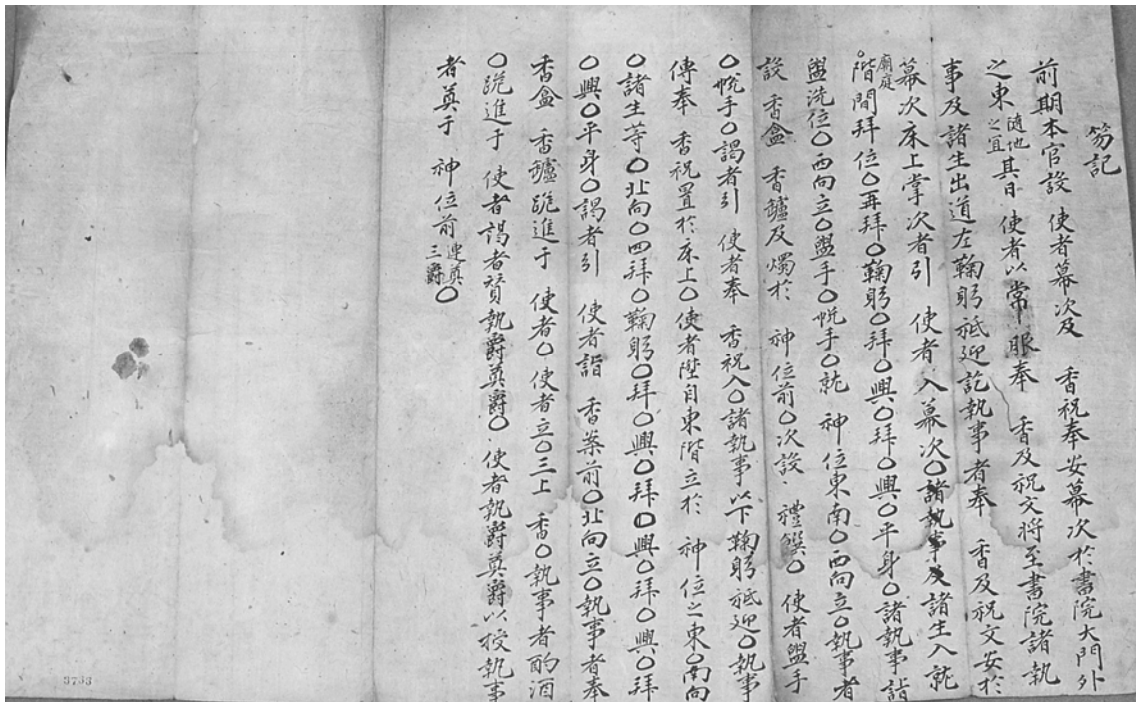 笏記
前期本官設 使者幕次及 香祝奉安幕次於書院大門外
之東隨地之宜其日 使者以常服奉 香及祝文將至書院諸執
事及諸生出道左鞠躬祗迎訖執事者奉 香及祝文安於
幕次床上掌次者引 使者入幕次○諸執事及諸生入就
廟庭階間拜位○再拜○鞠躬○拜○興○拜○興○平身○諸執事詣
盥洗位○西向立○盥手○帨手○就 神位東南○西向立○執事者
設 香盒 香鑪及燭於 神位前○次設 禮饌○ 使者盥手
○帨手○謁者引 使者奉 香祝入○諸執事以下鞠躬祗迎○執事
傳奉 香祝置於床上○使者陞自東階立於 神位之東○南向
○諸生等○北向○四拜○鞠躬○拜○興○拜○興○拜○興○拜
○興○平身○謁者引 使者詣 香案前○北向立○執事者奉
香盒 香鑪跪進于 使者○使者立○三上 香○執事者酌酒
○跪進于 使者謁者贊執爵奠爵○ 使者執爵奠爵以授執事
者奠于 神位前連奠三爵○
3753